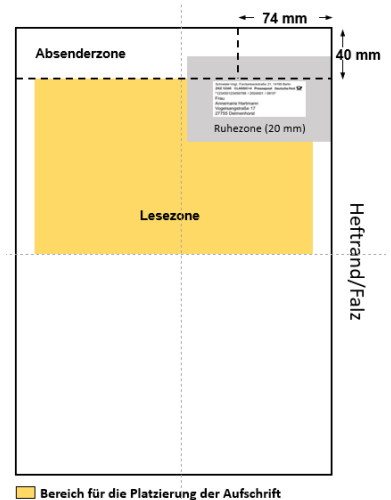 74 mm
40 mm
Absenderzone
Frau
Annemarie Hartmann
Vogelsangstraße 17
27755 Delmenhorst
Ruhezone (20 mm)
Lesezone
Heftrand/Falz
Bereich für die Platzierung der Aufschrift